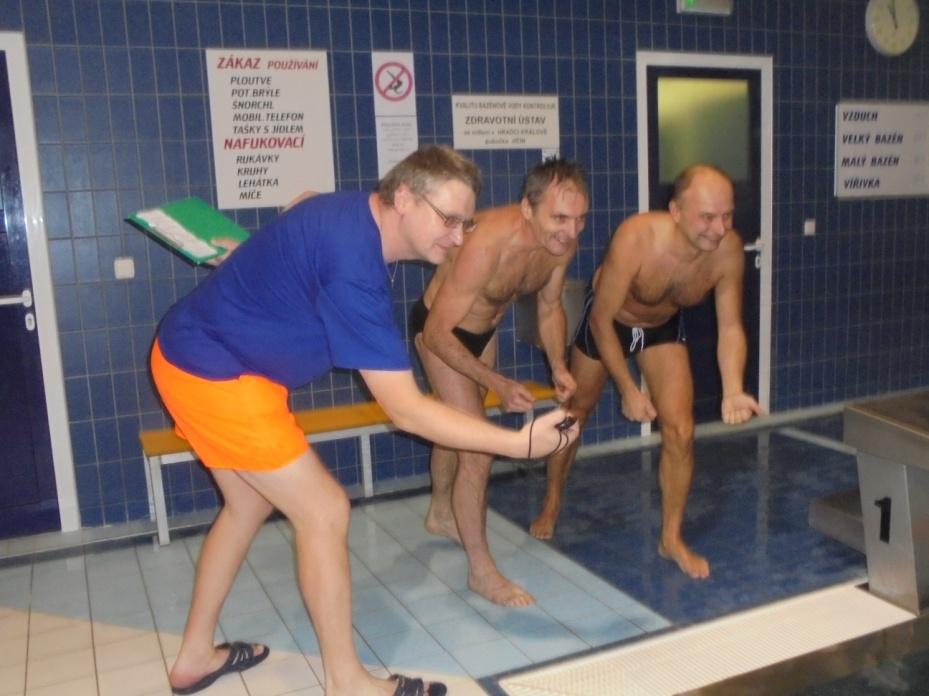 ZÁKAZ POUŽÍVÁNÍ
PLOUTVE
POT.BRÝLE
ŠNORCHL
MOBIL.TELEFON
TAŠKY S JÍDLEM
NAFUKOVACÍ
RUKÁVKY
KRUHY
LEHÁTKA
MÍČE
KVALITU BAZÉNOVÉ VODY KONTROLUJE
ZDRAVOTNÍ ÚSTAV
se sídlem v HRADCI KRÁLOVÉ
pobočka JIČÍN
VZDUCH
VELKÝ BAZÉN
MALÝ BAZÉN
VÍŘIVKA
1